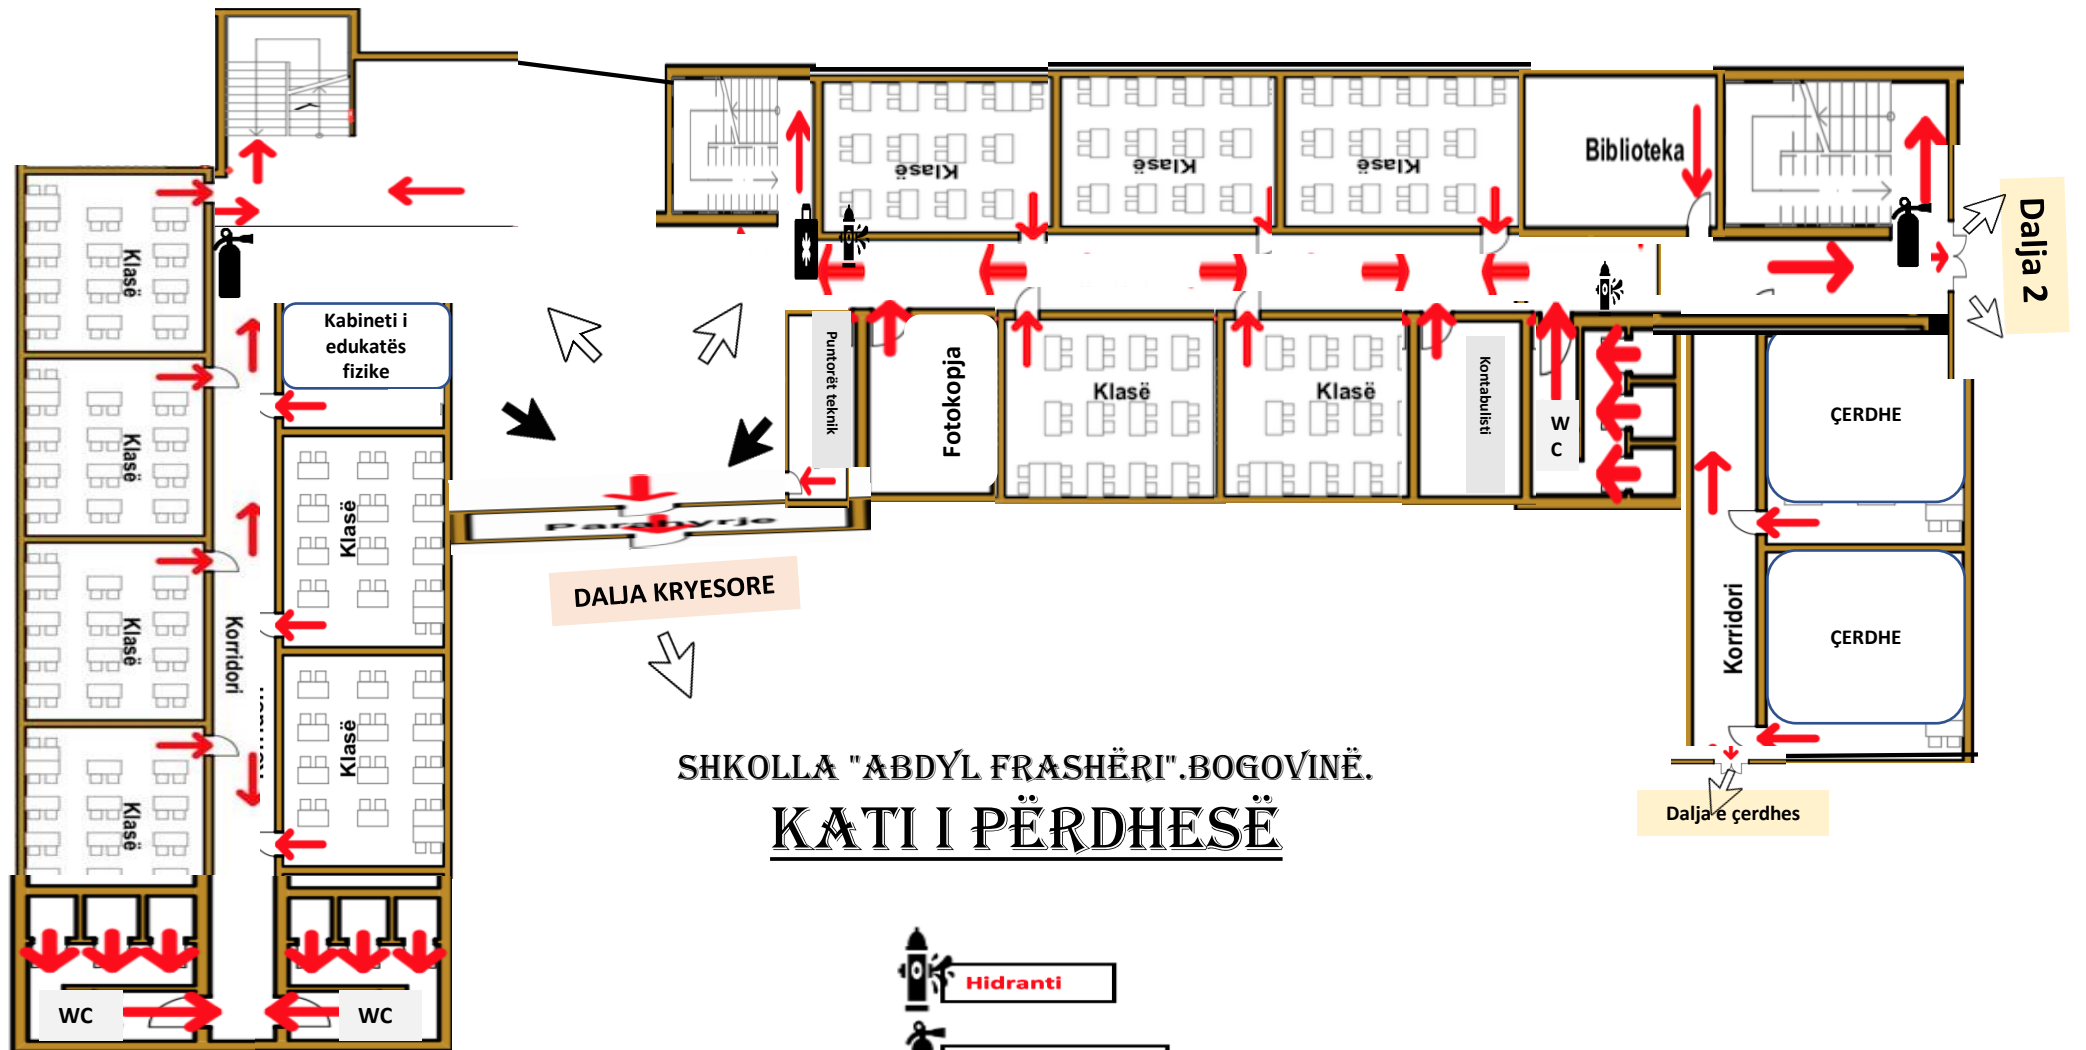 Klasë
Klasë
Klasë
Biblioteka
Dalja 2
Klasë
Kabineti i
edukatës
fizike
Puntorët teknik
Fotokopja
Klasë
Klasë
Kontabulisti
W
C
ÇERDHE
Klasë
Klasë
Parahyrje
DALJA KRYESORE
Klasë
Korridori
Korridori
ÇERDHE
Klasë
Klasë
SHKOLLA "ABDYL FRASHËRI".BOGOVINË.
KATI I PËRDHESË
Dalja e çerdhes
WC
WC
Hidranti